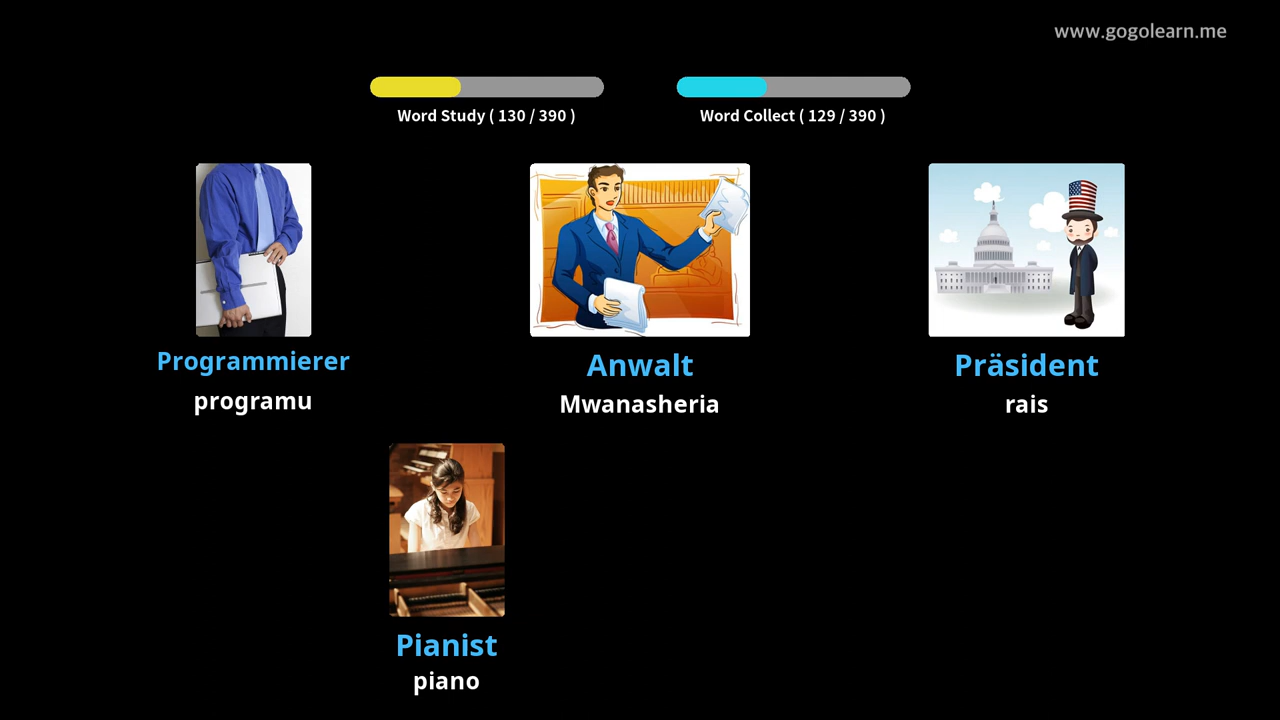 www.gogolearn.me
Word Study ( 130 / 390 )
Word Collect ( 129 / 390 )
Programmierer
programu
Anwalt
Mwanasheria
Präsident
rais
Pianist
piano